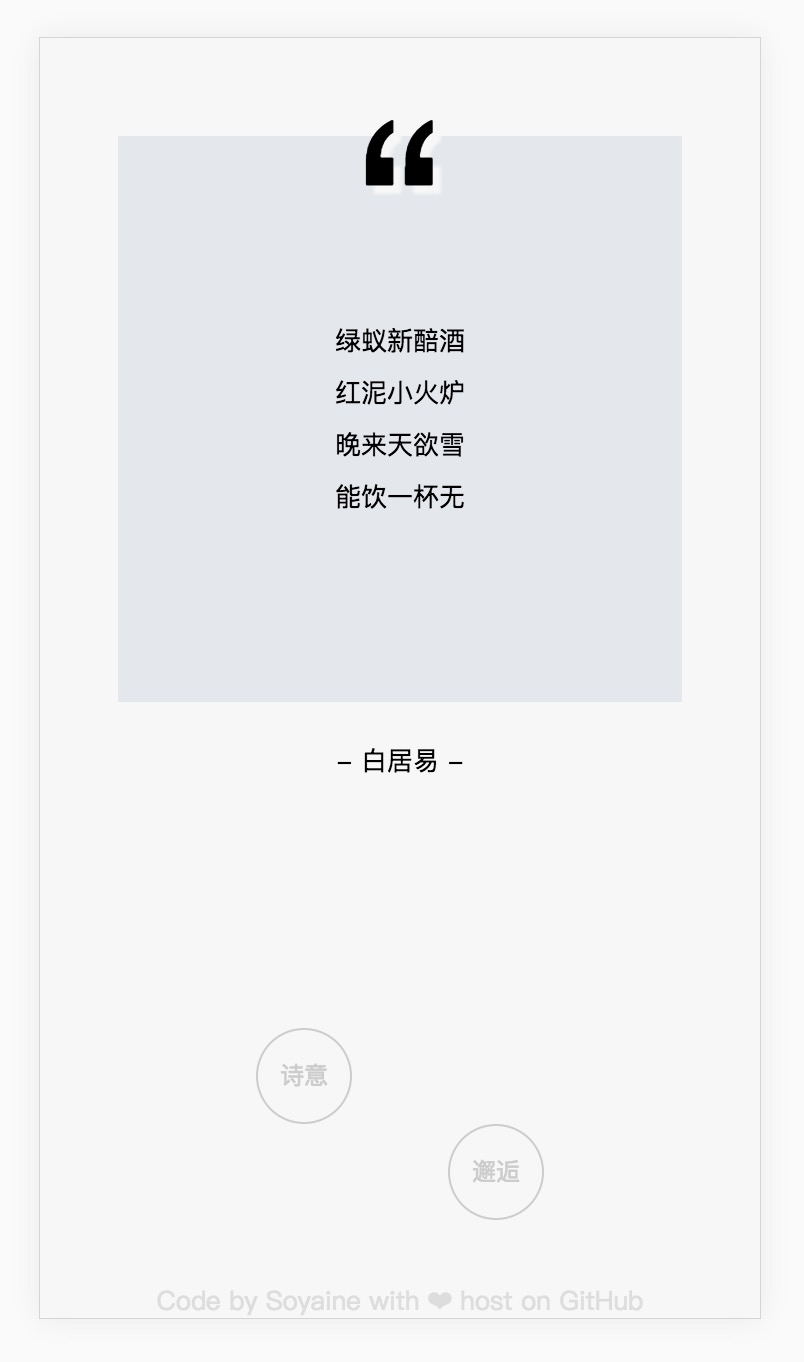 “
绿蚁新醅酒
红泥小火炉
晚来天欲雪
能饮一杯无
– 白居易 –
诗意
邂逅
Code by Soyaine with ❤ host on GitHub